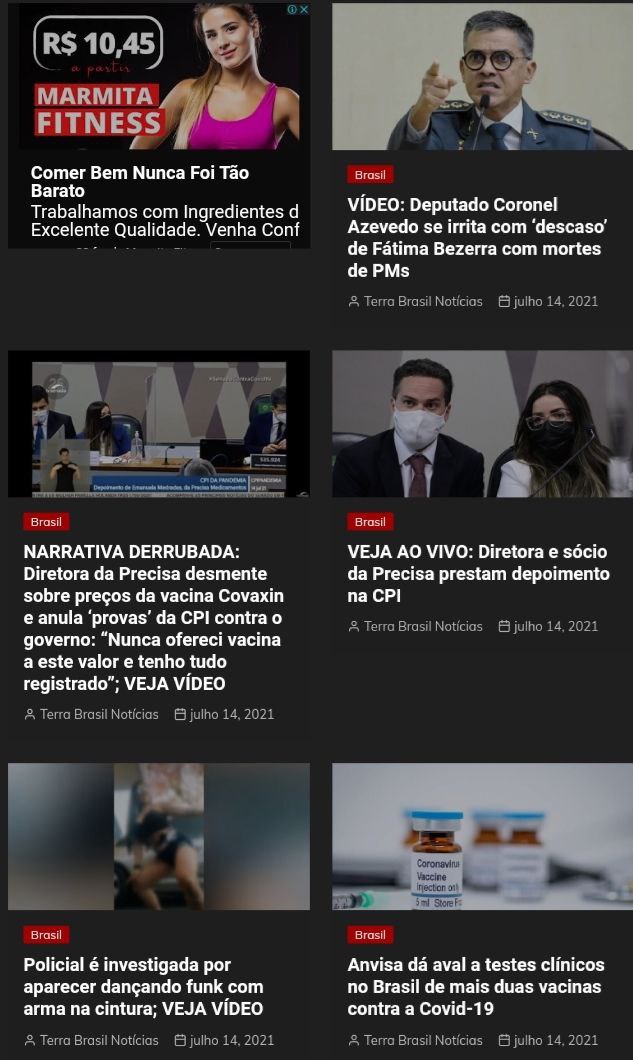 R$ 10,45
a partir
MARMITA
FITNESS
Comer Bem Nunca Foi Tão
Barato
Trabalhamos com Ingredientes d
Excelente Qualidade. Venha Conf
Brasil
VÍDEO: Deputado Coronel
Azevedo se irrita com ‘descaso’
de Fátima Bezerra com mortes
de PMs
Terra Brasil Notícias julho 14, 2021
CPI DA PANDEMIA
Depoimento de Emanuela Medrades, da Precisa Medicamentos
535.924
Brasil
NARRATIVA DERRUBADA:
Diretora da Precisa desmente
sobre preços da vacina Covaxin
e anula ‘provas’ da CPI contra o
governo: “Nunca ofereci vacina
a este valor e tenho tudo
registrado”; VEJA VÍDEO
Terra Brasil Notícias julho 14, 2021
Brasil
VEJA AO VIVO: Diretora e sócio
da Precisa prestam depoimento
na CPI
Terra Brasil Notícias julho 14, 2021
Brasil
Policial é investigada por
aparecer dançando funk com
arma na cintura; VEJA VÍDEO
Terra Brasil Notícias julho 14, 2021
Coronavirus
Vaccine
injection only
5 ml Store Fr
Brasil
Anvisa dá aval a testes clínicos
no Brasil de mais duas vacinas
contra a Covid-19
Terra Brasil Notícias julho 14, 2021